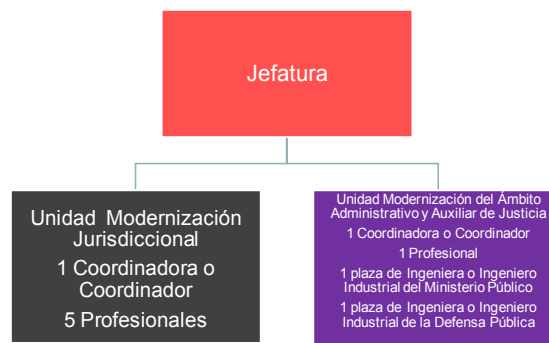 Jefatura
Unidad Modernización
Jurisdiccional
1 Coordinadora o
Coordinador
5 Profesionales
Unidad Modernización del Ámbito
Administrativo y Auxiliar de Justicia
1 Coordinadora o Coordinador
1 Profesional
1 plaza de Ingeniera o Ingeniero
Industrial del Ministerio Público
1 plaza de Ingeniera o Ingeniero
Industrial de la Defensa Pública